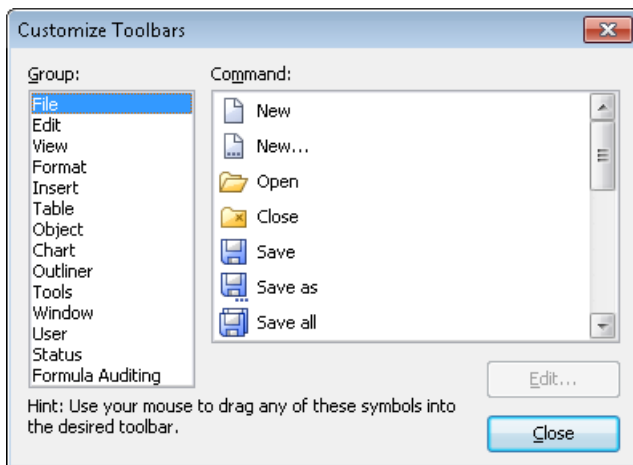 Customize Toolbars
Group:
Command:
File
Edit
View
Format
Insert
Table
Object
Chart
Outliner
Tools
Window
User
Status
Formula Auditing
New
New...
Open
Close
Save
Save as
Save all
Edit...
Hint: Use your mouse to drag any of these symbols into
the desired toolbar.
Close